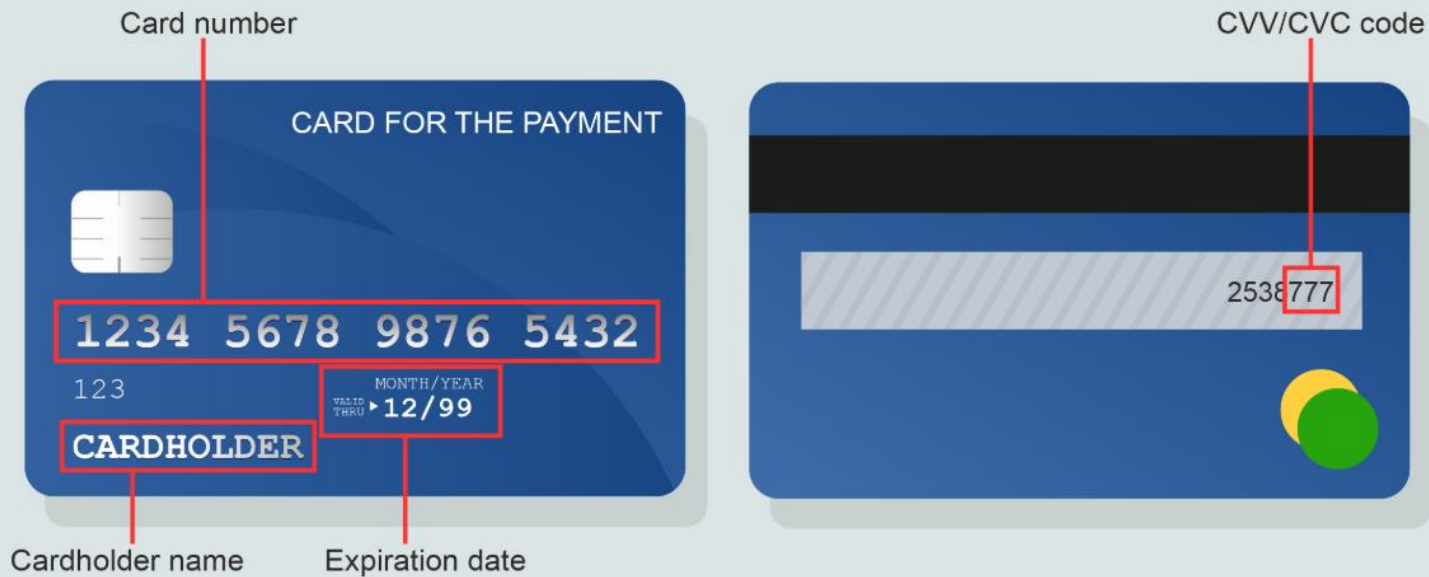 Card number
CVV/CVC code
CARD FOR THE PAYMENT
1234 5678 9876 5432
123
MONTH/YEAR
VALID THRU
12/99
CARDHOLDER
2538777
Cardholder name
Expiration date